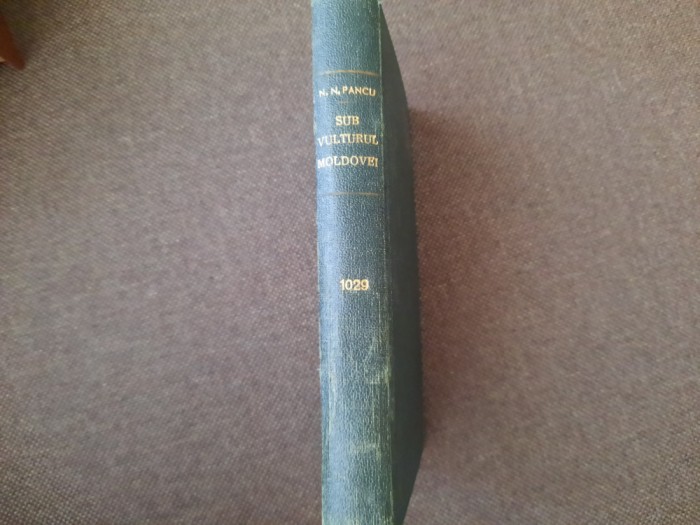 N. N. PANCU
SUB
VULTURUL
MOLDOVEI
1029